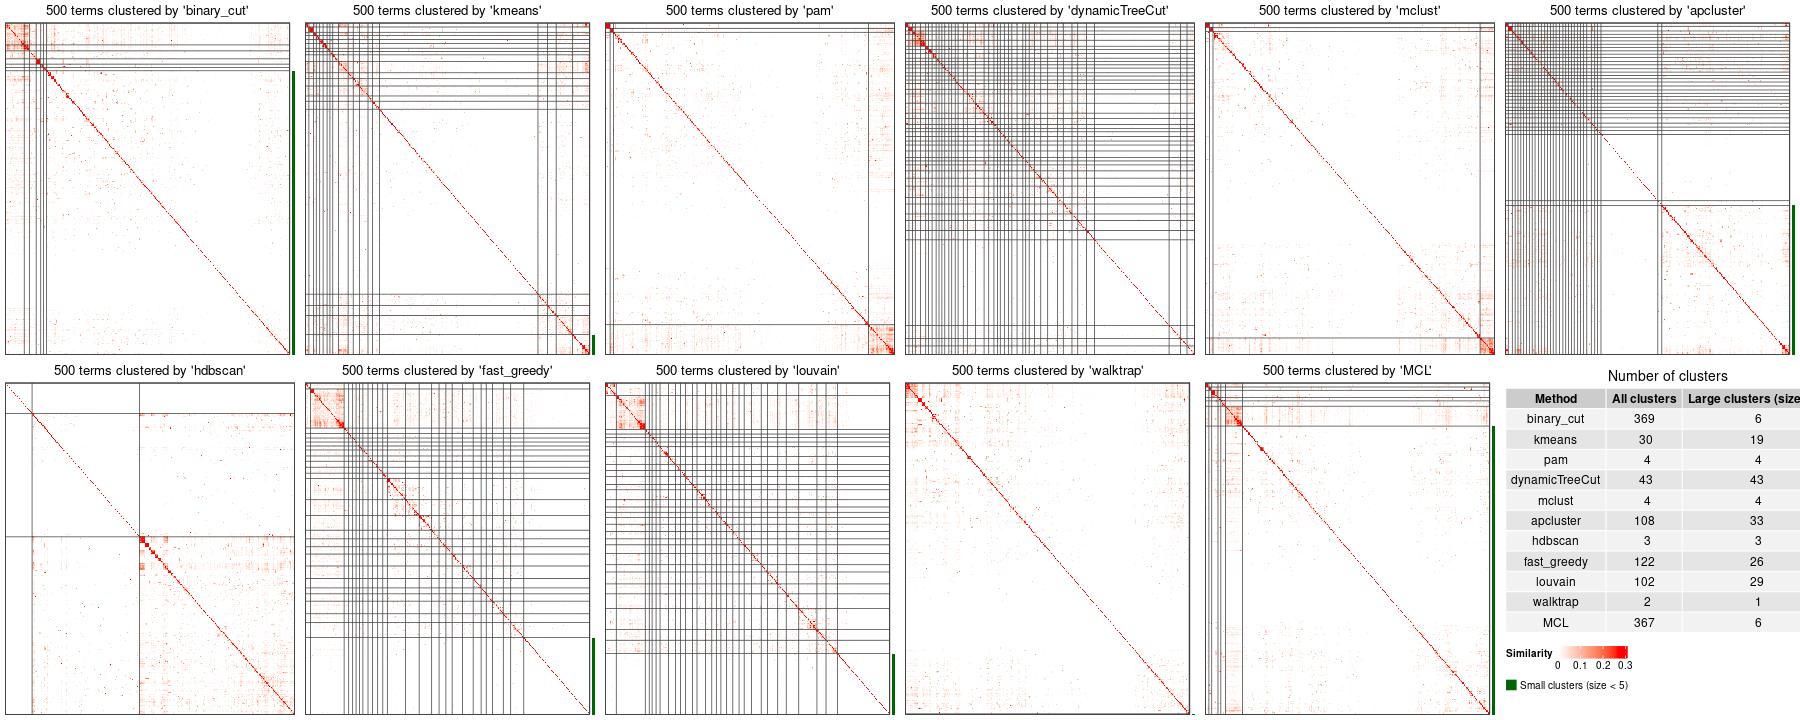 500 terms clustered by 'binary_cut'
500 terms clustered by 'kmeans'
500 terms clustered by 'pam'
500 terms clustered by 'dynamicTreeCut'
500 terms clustered by 'mclust'
500 terms clustered by 'apcluster'
500 terms clustered by 'hdbscan'
500 terms clustered by 'fast_greedy'
500 terms clustered by 'louvain'
500 terms clustered by 'walktrap'
500 terms clustered by 'MCL'
Number of clusters
Method All clusters Large clusters (size
binary_cut 369 6
kmeans 30 19
pam 4 4
dynamicTreeCut 43 43
mclust 4 4
apcluster 108 33
hdbscan 3 3
fast_greedy 122 26
louvain 102 29
walktrap 2 1
MCL 367 6
Similarity
0 0.1 0.2 0.3
Small clusters (size < 5)